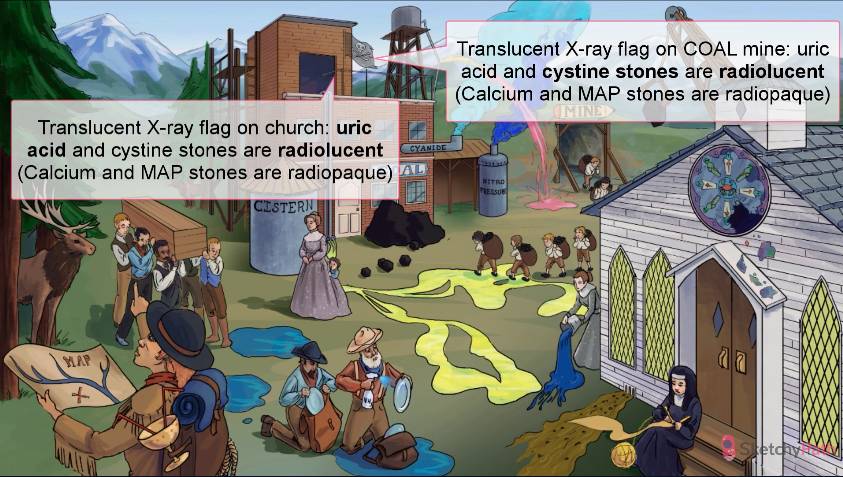 Translucent X-ray flag on COAL mine: uric
acid and cystine stones are radiolucent
(Calcium and MAP stones are radiopaque)
Translucent X-ray flag on church: uric
acid and cystine stones are radiolucent
(Calcium and MAP stones are radiopaque)
MINE
CYANIDE
AL
NITRO
PRESSURE
CISTERN
MAP
SketchyPath